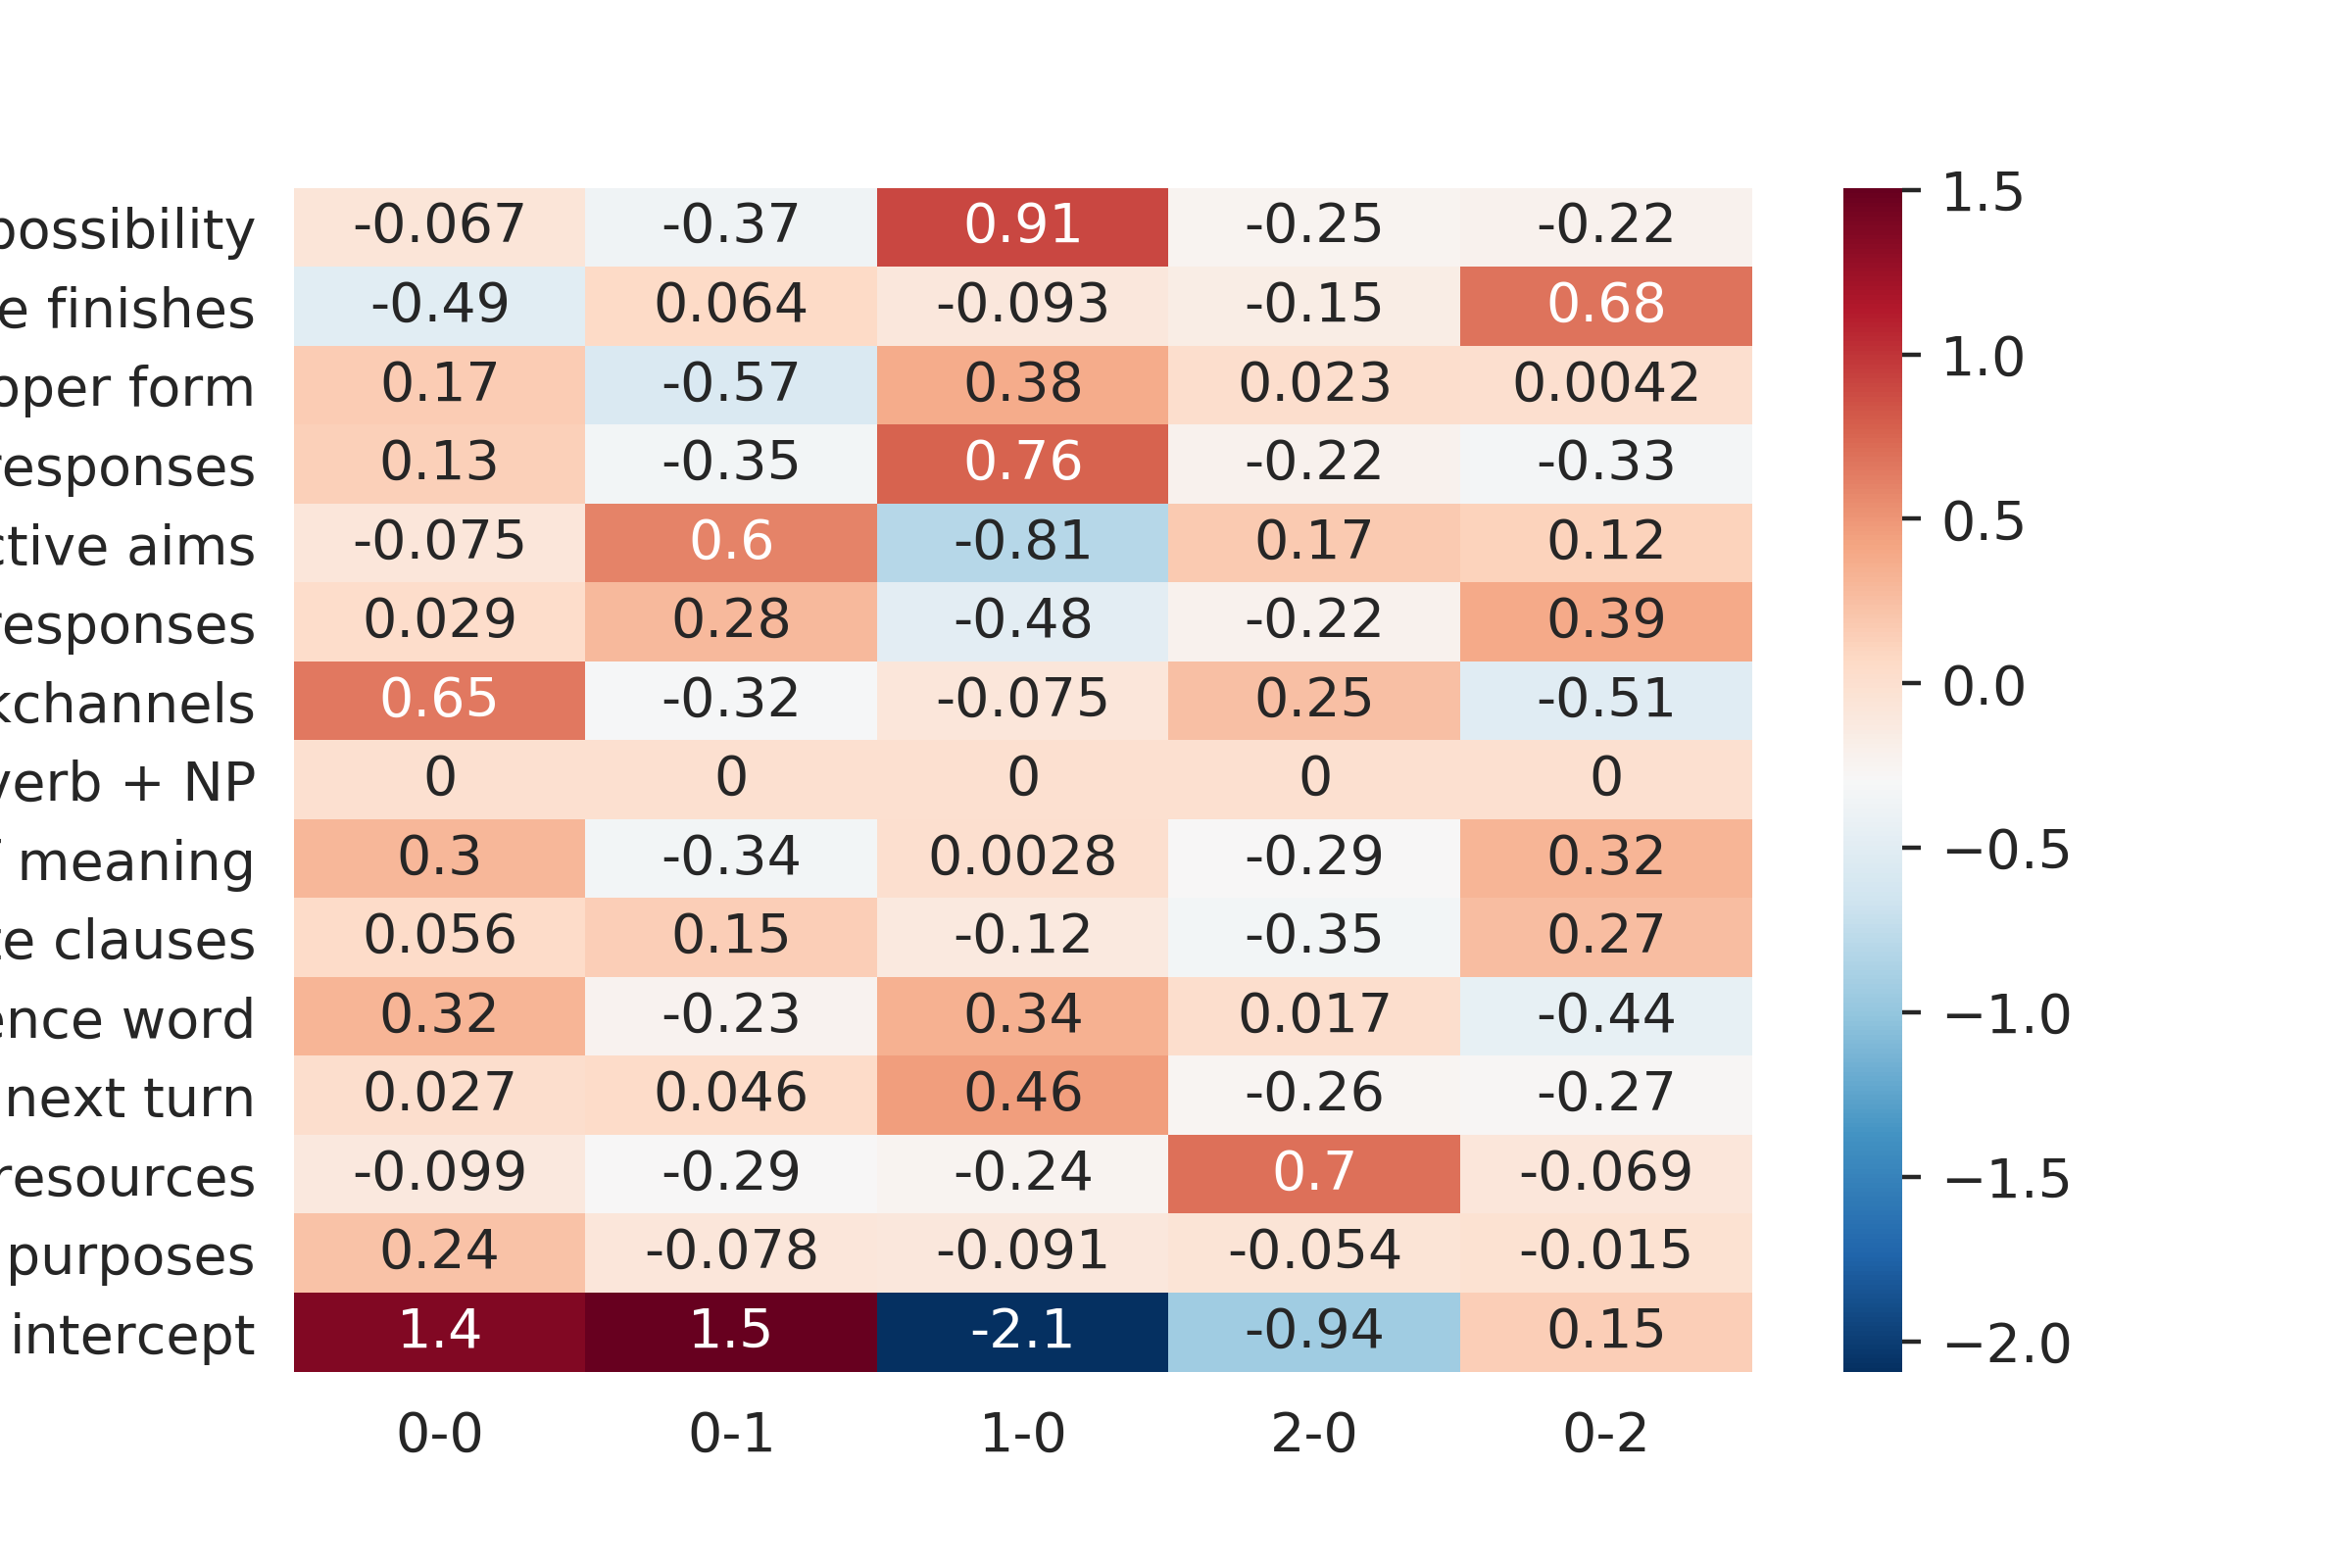 possibility -0.067 -0.37 0.91 -0.25 -0.22 1.5
e finishes -0.49 0.064 -0.093 -0.15 0.68
1.0
per form 0.17 -0.57 0.38 0.023 0.0042
responses 0.13 -0.35 0.76 -0.22 -0.33
0.5
ctive aims -0.075 0.6 -0.81 0.17 0.12
responses 0.029 0.28 -0.48 -0.22 0.39
kchannels 0.65 -0.32 -0.075 0.25 -0.51 0.0
verb + NP 0 0 0 0 0
meaning 0.3 -0.34 0.0028 -0.29 0.32 −0.5
te clauses 0.056 0.15 -0.12 -0.35 0.27
ence word 0.32 -0.23 0.34 0.017 -0.44 −1.0
next turn 0.027 0.046 0.46 -0.26 -0.27
resources -0.099 -0.29 -0.24 0.7 -0.069 −1.5
purposes 0.24 -0.078 -0.091 -0.054 -0.015
intercept 1.4 1.5 -2.1 -0.94 0.15 −2.0
0-0 0-1 1-0 2-0 0-2